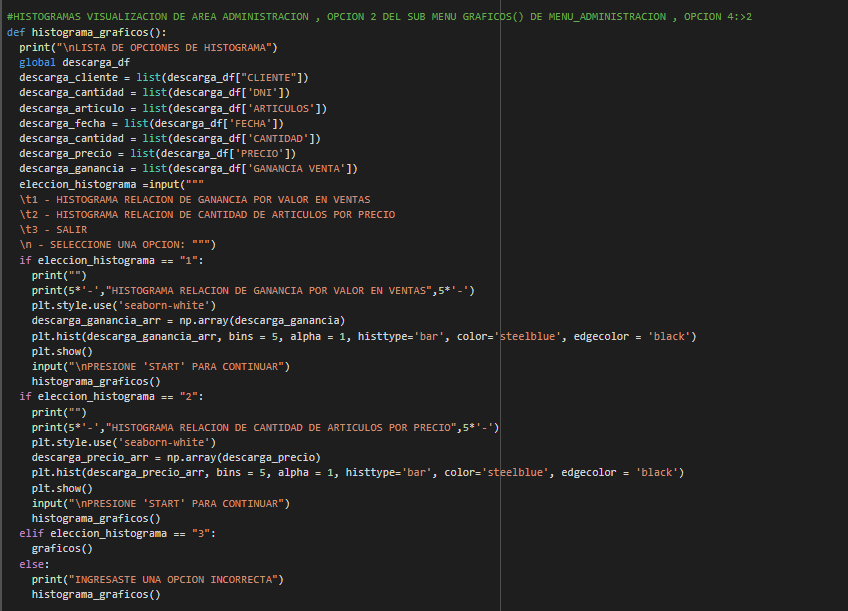 #HISTOGRAMAS VISUALIZACION DE AREA ADMINISTRACION , OPCION 2 DEL SUB MENU GRAFICOS() DE MENU_ADMINISTRACION , OPCION 4:>2
def histograma_graficos():
  print("\nLISTA DE OPCIONES DE HISTOGRAMA")
  global descarga_df
  descarga_cliente = list(descarga_df["CLIENTE"])
  descarga_cantidad = list(descarga_df['DNI'])
  descarga_articulo = list(descarga_df['ARTICULOS'])
  descarga_fecha = list(descarga_df['FECHA'])
  descarga_cantidad = list(descarga_df['CANTIDAD'])
  descarga_precio = list(descarga_df['PRECIO'])
  descarga_ganancia = list(descarga_df['GANANCIA VENTA'])
  eleccion_histograma =input("""
  \t1 - HISTOGRAMA RELACION DE GANANCIA POR VALOR EN VENTAS
  \t2 - HISTOGRAMA RELACION DE CANTIDAD DE ARTICULOS POR PRECIO
  \t3 - SALIR
  \n - SELECCIONE UNA OPCION: """)
  if eleccion_histograma == "1":
    print("")
    print(5*'-',"HISTOGRAMA RELACION DE GANANCIA POR VALOR EN VENTAS",5*'-')
    plt.style.use('seaborn-white')
    descarga_ganancia_arr = np.array(descarga_ganancia)
    plt.hist(descarga_ganancia_arr, bins = 5, alpha = 1, histtype='bar', color='steelblue', edgecolor = 'black')
    plt.show()
    input("\nPRESIONE 'START' PARA CONTINUAR")
    histograma_graficos()
  if eleccion_histograma == "2":
    print("")
    print(5*'-',"HISTOGRAMA RELACION DE CANTIDAD DE ARTICULOS POR PRECIO",5*'-')
    plt.style.use('seaborn-white')
    descarga_precio_arr = np.array(descarga_precio)
    plt.hist(descarga_precio_arr, bins = 5, alpha = 1, histtype='bar', color='steelblue', edgecolor = 'black')
    plt.show()
    input("\nPRESIONE 'START' PARA CONTINUAR")
    histograma_graficos()
  elif eleccion_histograma == "3":
    graficos()
  else:
    print("INGRESASTE UNA OPCION INCORRECTA")
    histograma_graficos()